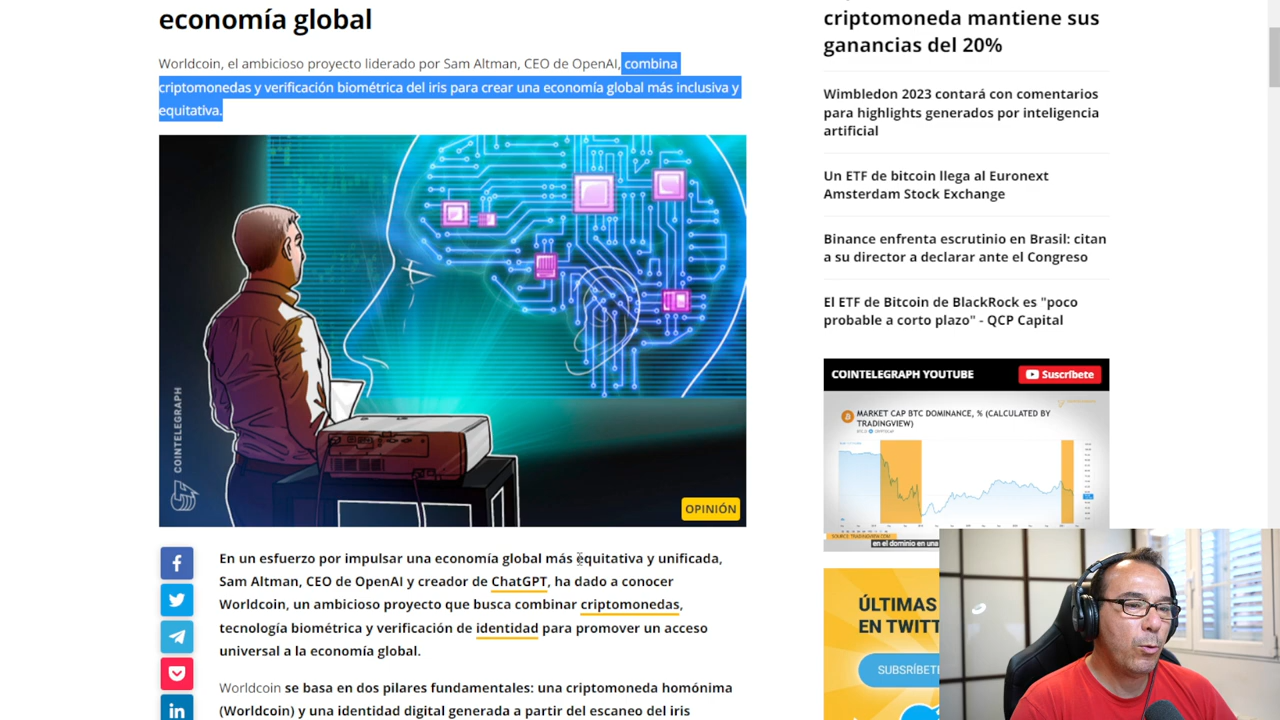 economía global
Worldcoin, el ambicioso proyecto liderado por Sam Altman, CEO de OpenAI, combina
criptomonedas y verificación biométrica del iris para crear una economía global más inclusiva y
equitativa.
COINTELEGRAPH
OPINIÓN
En un esfuerzo por impulsar una economía global más equitativa y unificada,
Sam Altman, CEO de OpenAI y creador de ChatGPT, ha dado a conocer
Worldcoin, un ambicioso proyecto que busca combinar criptomonedas,
tecnología biométrica y verificación de identidad para promover un acceso
universal a la economía global.
Worldcoin se basa en dos pilares fundamentales: una criptomoneda homónima
(Worldcoin) y una identidad digital generada a partir del escaneo del iris
criptomoneda mantiene sus
ganancias del 20%
Wimbledon 2023 contará con comentarios
para highlights generados por inteligencia
artificial
Un ETF de bitcoin llega al Euronext
Amsterdam Stock Exchange
Binance enfrenta escrutinio en Brasil: citan
a su director a declarar ante el Congreso
El ETF de Bitcoin de BlackRock es "poco
probable a corto plazo" - QCP Capital
COINTELEGRAPH YOUTUBE
Suscríbete
MARKET CAP BTC DOMINANCE, % (CALCULATED BY
TRADINGVIEW)
en el dominio en una
ÚLTIMAS
EN TWITT
SUBSRÍBET